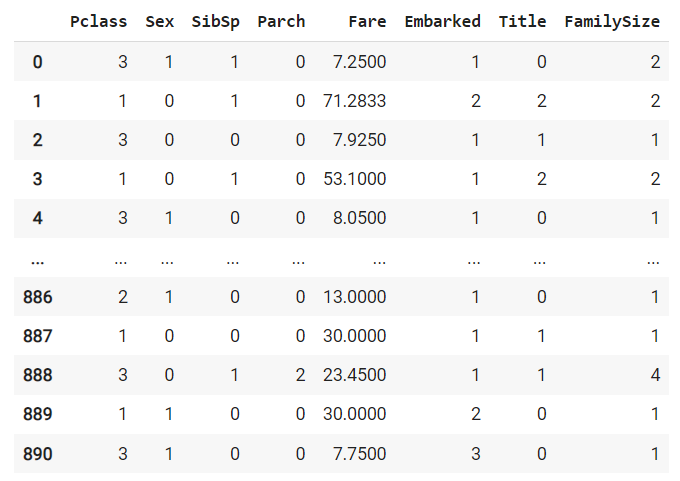 Pclass Sex SibSp Parch Fare Embarked Title FamilySize
0 3 1 1 0 7.2500 1 0 2
1 1 0 1 0 71.2833 2 2 2
2 3 0 0 0 7.9250 1 1 1
3 1 0 1 0 53.1000 1 2 2
4 3 1 0 0 8.0500 1 0 1
... ... ... ... ... ... ... ... ...
886 2 1 0 0 13.0000 1 0 1
887 1 0 0 0 30.0000 1 1 1
888 3 0 1 2 23.4500 1 1 4
889 1 1 0 0 30.0000 2 0 1
890 3 1 0 0 7.7500 3 0 1